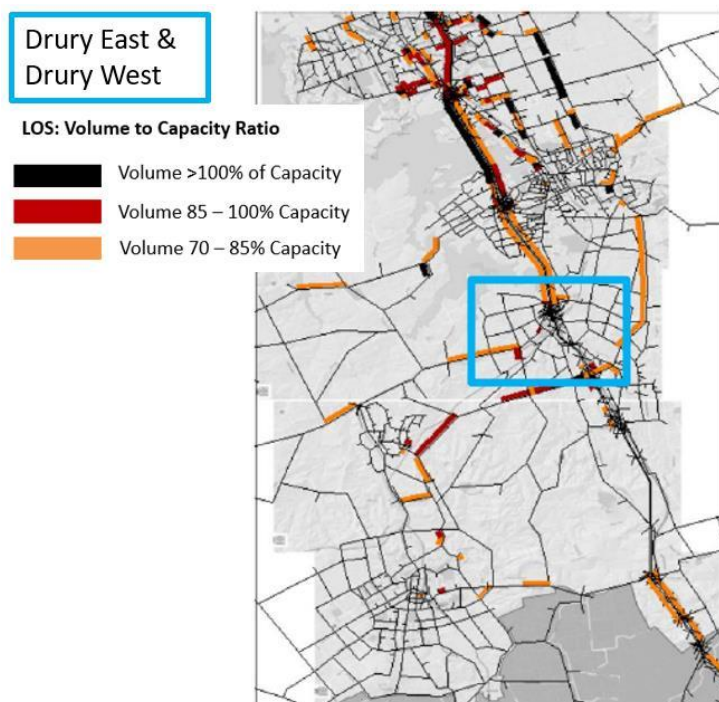 Drury East &
Drury West
LOS: Volume to Capacity Ratio
Volume >100% of Capacity
Volume 85 – 100% Capacity
Volume 70 – 85% Capacity